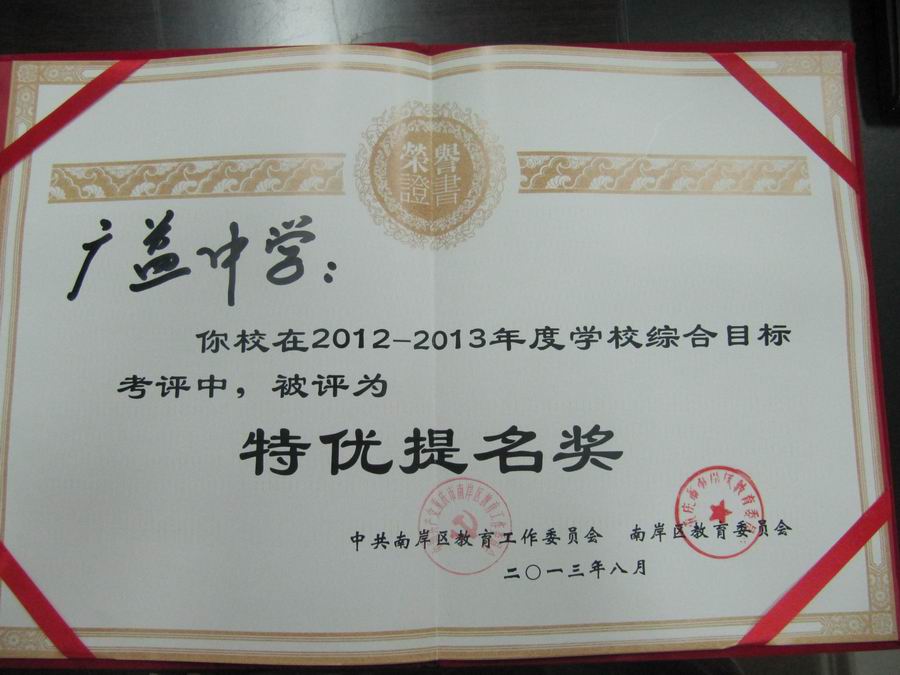 榮譽
證書
广益中学：
你校在2012-2013年度学校综合目标
考评中，被评为
特优提名奖
中共南岸区教育工作委员会 南岸区教育委员会
二〇一三年八月